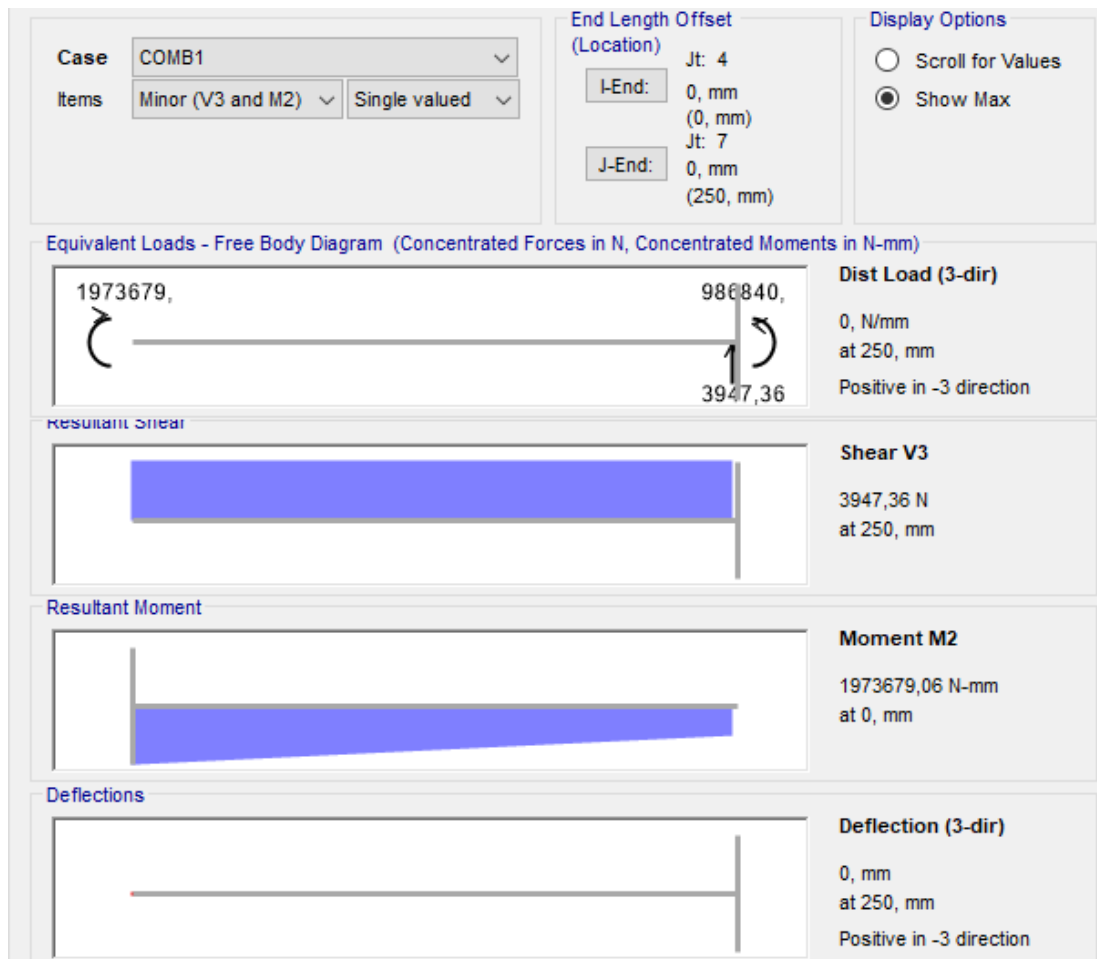 Case
COMB1
Items
Minor (V3 and M2)
Single valued
End Length Offset
(Location)
Jt: 4
I-End:
0, mm
(0, mm)
Jt: 7
J-End:
0, mm
(250, mm)
Display Options
Scroll for Values
Show Max
Equivalent Loads - Free Body Diagram (Concentrated Forces in N, Concentrated Moments in N-mm)
1973679,
986840,
3947,36
Dist Load (3-dir)
0, N/mm
at 250, mm
Positive in -3 direction
Resultant Shear
Shear V3
3947,36 N
at 250, mm
Resultant Moment
Moment M2
1973679,06 N-mm
at 0, mm
Deflections
Deflection (3-dir)
0, mm
at 250, mm
Positive in -3 direction